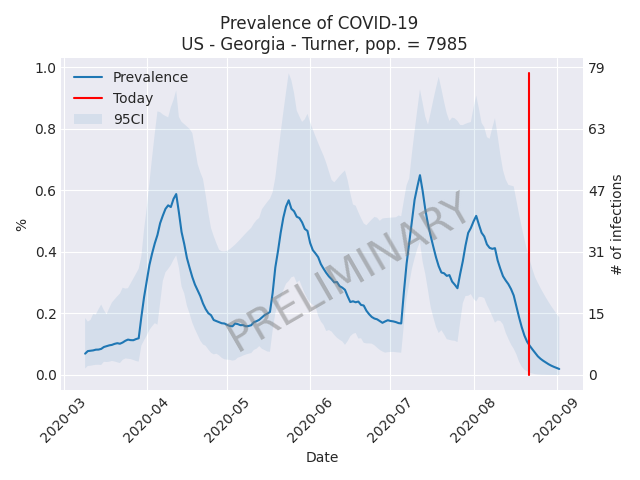 Prevalence of COVID-19
US - Georgia - Turner, pop. = 7985
Prevalence
Today
95CI
PRELIMINARY
%
1.0
0.8
0.6
0.4
0.2
0.0
79
63
47
31
15
0
# of infections
2020-03
2020-04
2020-05
2020-06
2020-07
2020-08
2020-09
Date